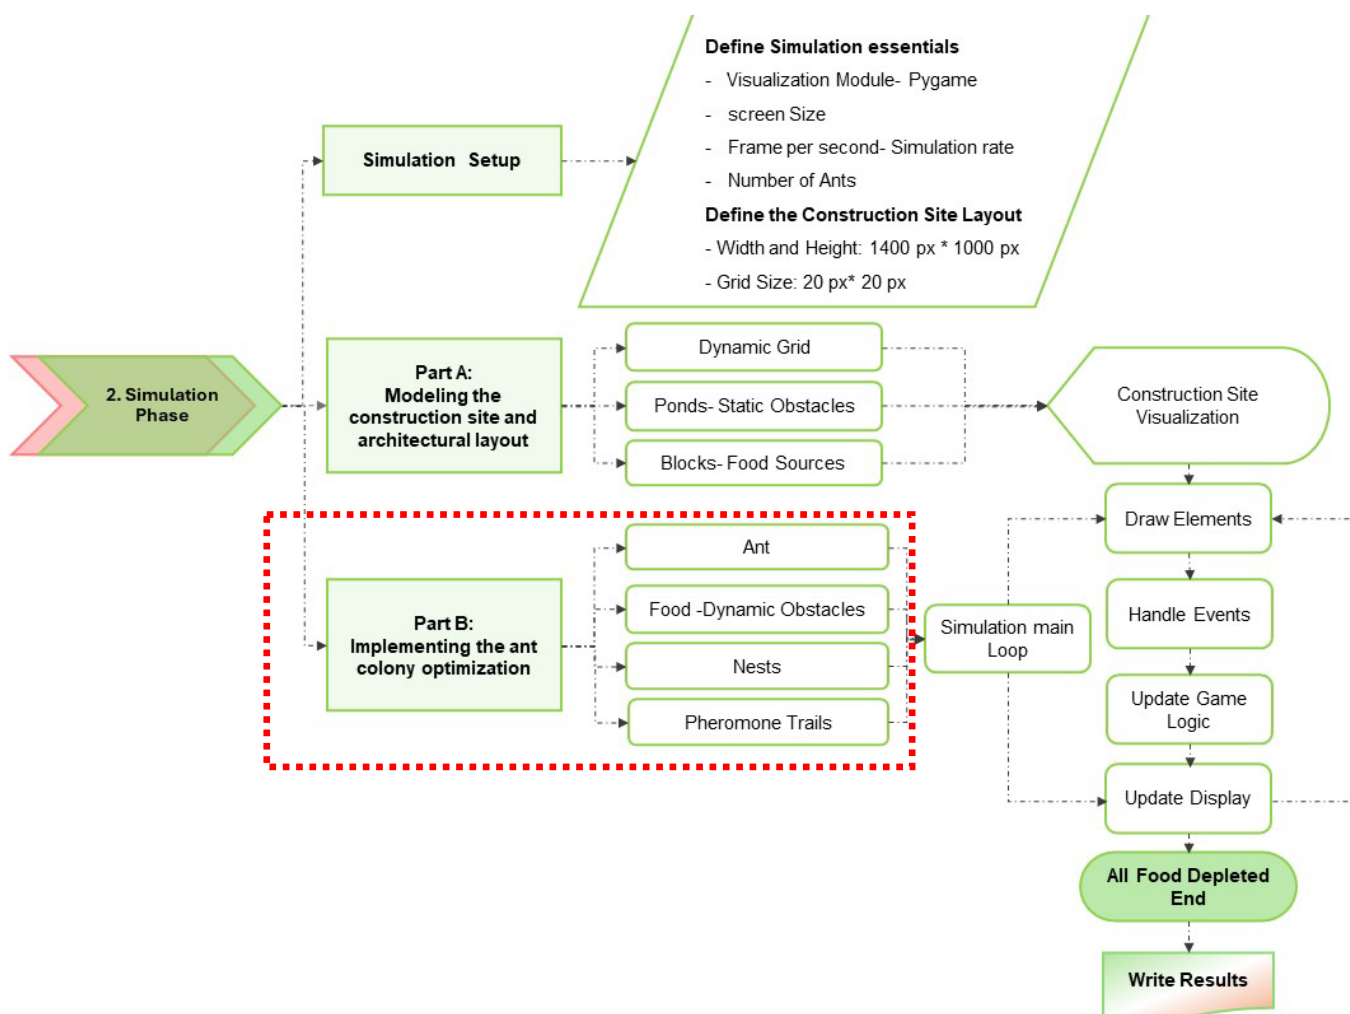 Define Simulation essentials
- Visualization Module- Pygame
- screen Size
- Frame per second- Simulation rate
- Number of Ants
Define the Construction Site Layout
- Width and Height: 1400 px * 1000 px
- Grid Size: 20 px* 20 px
Simulation Setup
2. Simulation
Phase
Part A:
Modeling the
construction site and
architectural layout
Dynamic Grid
Ponds- Static Obstacles
Blocks- Food Sources
Construction Site
Visualization
Part B:
Implementing the ant
colony optimization
Ant
Food -Dynamic Obstacles
Nests
Pheromone Trails
Simulation main
Loop
Draw Elements
Handle Events
Update Game
Logic
Update Display
All Food Depleted
End
Write Results